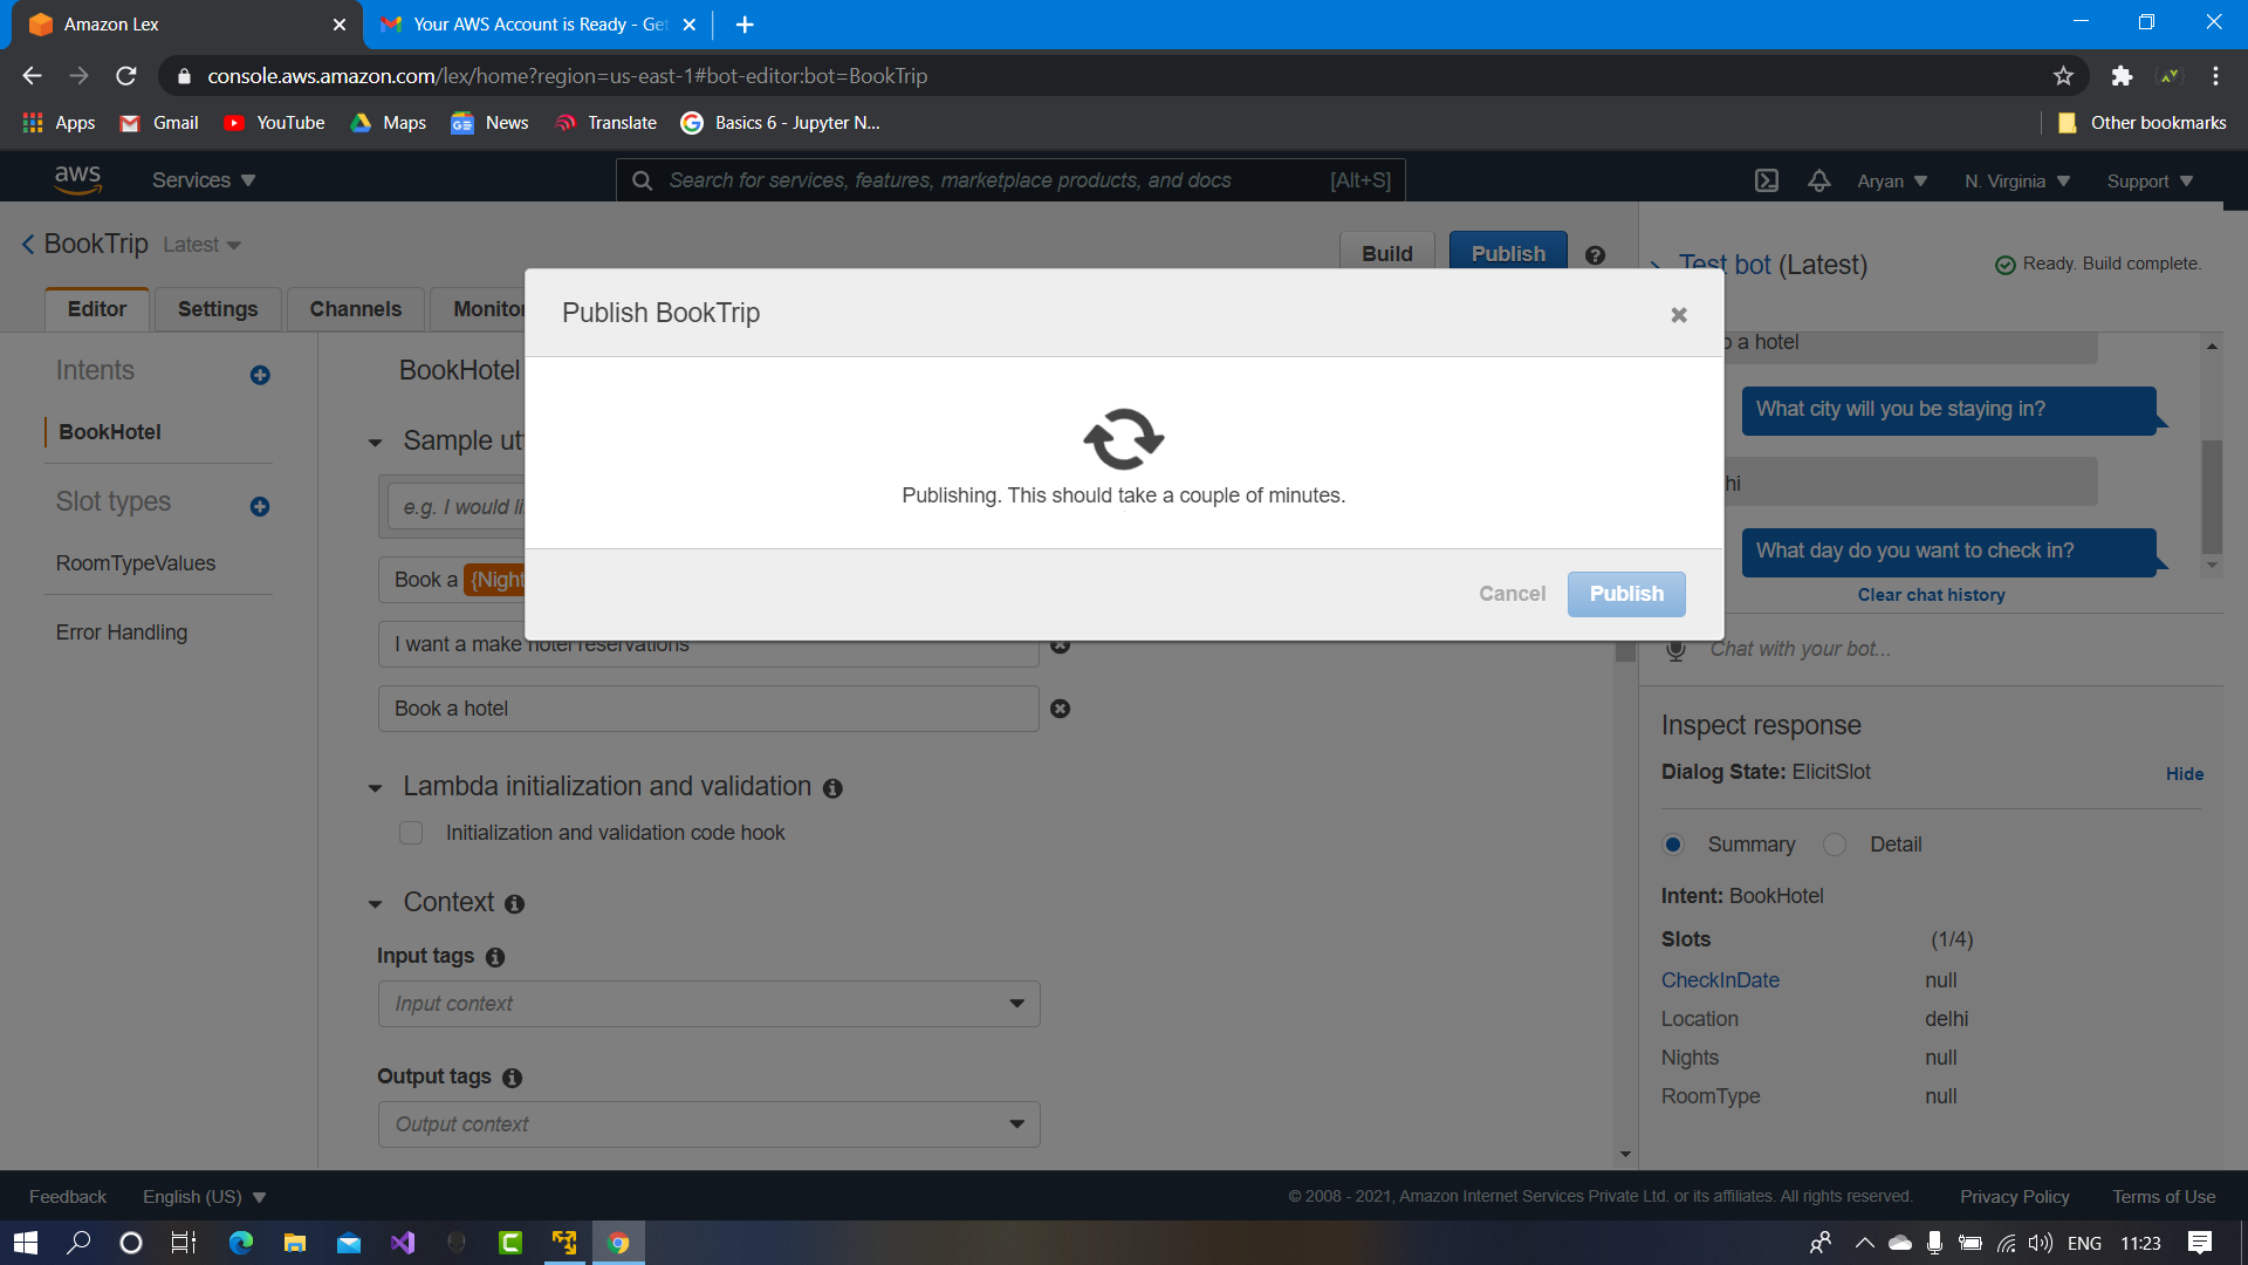 Amazon Lex
Your AWS Account is Ready - Get
console.aws.amazon.com/lex/home?region=us-east-1#bot-editor:bot=BookTrip
Apps
Gmail
YouTube
Maps
News
Translate
Basics 6 - Jupyter N...
Other bookmarks
aws
Services
Search for services, features, marketplace products, and docs
[Alt+S]
Aryan
N. Virginia
Support
BookTrip Latest
Build
Publish
Test bot (Latest)
Ready. Build complete.
Editor
Settings
Channels
Monitor
Publish BookTrip
Publishing. This should take a couple of minutes.
Cancel
Publish
Intents
BookHotel
Slot types
RoomTypeValues
Error Handling
BookHotel
Sample ut
e.g. I would li
Book a {Night
I want a make hotel reservations
Book a hotel
Lambda initialization and validation
Initialization and validation code hook
Context
Input tags
Input context
Output tags
Output context
a hotel
What city will you be staying in?
hi
What day do you want to check in?
Clear chat history
Chat with your bot...
Inspect response
Dialog State: ElicitSlot
Hide
Summary
Detail
Intent: BookHotel
Slots (1/4)
CheckInDate null
Location delhi
Nights null
RoomType null
Feedback
English (US)
© 2008 - 2021, Amazon Internet Services Private Ltd. or its affiliates. All rights reserved.
Privacy Policy
Terms of Use
ENG
11:23